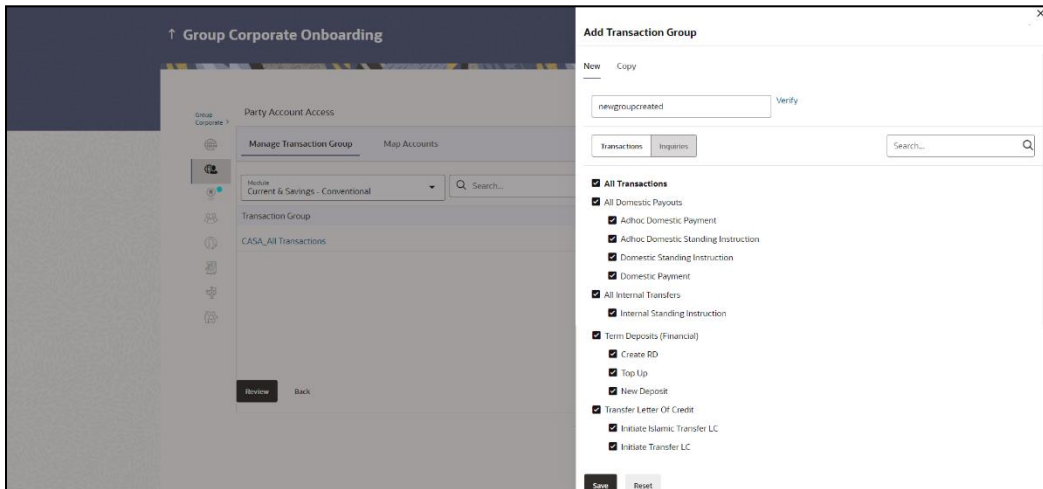 ↑ Group Corporate Onboarding
Group
Corporate >
Party Account Access
Manage Transaction Group Map Accounts
Module
Current & Savings - Conventional
Search...
Transaction Group
CASA_All Transactions
Review Back
Add Transaction Group
New Copy
newgroupcreated Verify
Transactions Inquiries Search...
All Transactions
All Domestic Payouts
Adhoc Domestic Payment
Adhoc Domestic Standing Instruction
Domestic Standing Instruction
Domestic Payment
All Internal Transfers
Internal Standing Instruction
Term Deposits (Financial)
Create RD
Top Up
New Deposit
Transfer Letter Of Credit
Initiate Islamic Transfer LC
Initiate Transfer LC
Save Reset